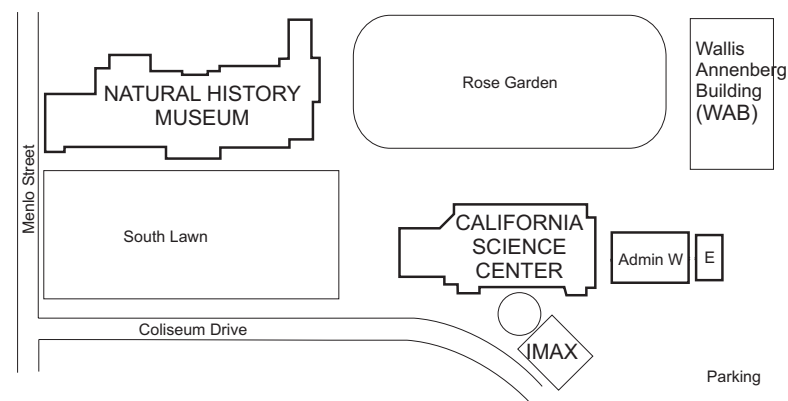 NATURAL HISTORY
MUSEUM
Rose Garden
Wallis
Annenberg
Building
(WAB)
Menlo Street
South Lawn
CALIFORNIA
SCIENCE
CENTER
Admin W
E
Coliseum Drive
IMAX
Parking